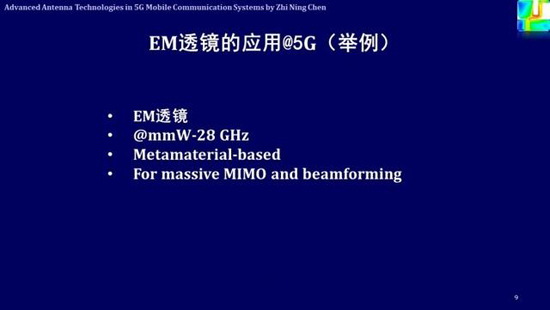 Advanced Antenna Technologies in 5G Mobile Communication Systems by Zhi Ning Chen
EM透镜的应用@5G（举例）
• EM透镜
• @mmW-28 GHz
• Metamaterial-based
• For massive MIMO and beamforming
9